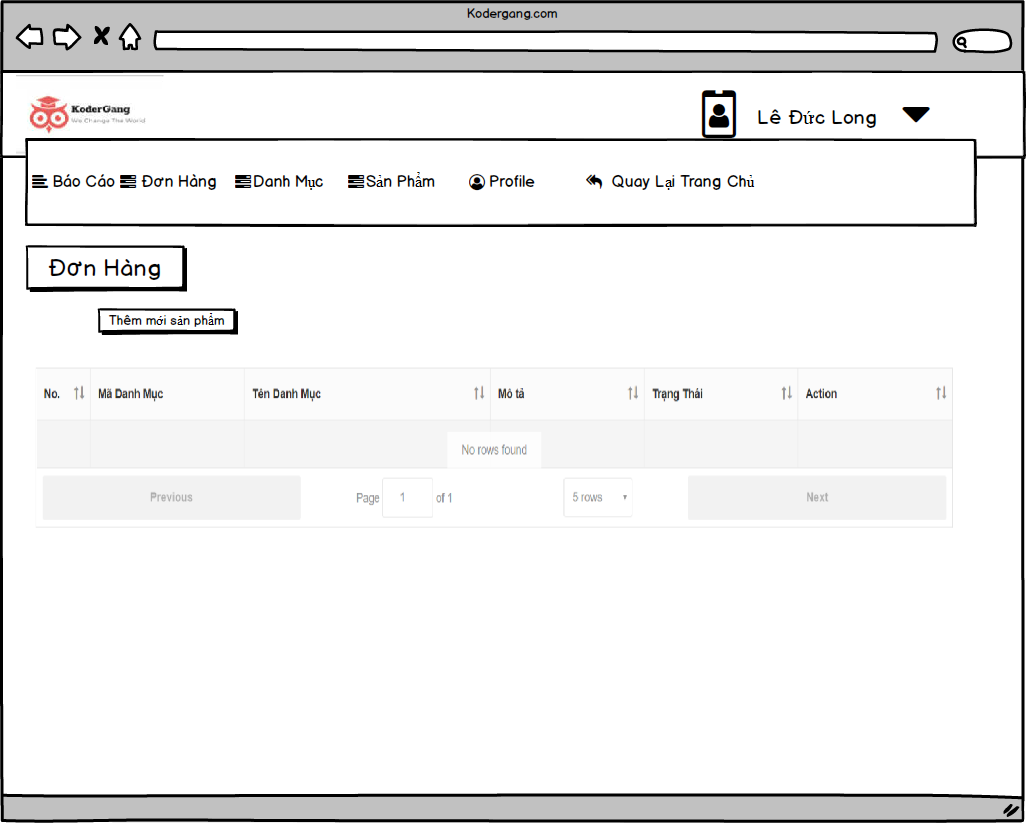 Kodergang.com
KoderGang
We Change The World
Lê Đức Long
Báo Cáo Đơn Hàng Danh Mục Sản Phẩm Profile Quay Lại Trang Chủ
Đơn Hàng
Thêm mới sản phẩm
No. Mã Danh Mục Tên Danh Mục Mô tả Trạng Thái Action
No rows found
Previous Page 1 of 1 5 rows Next